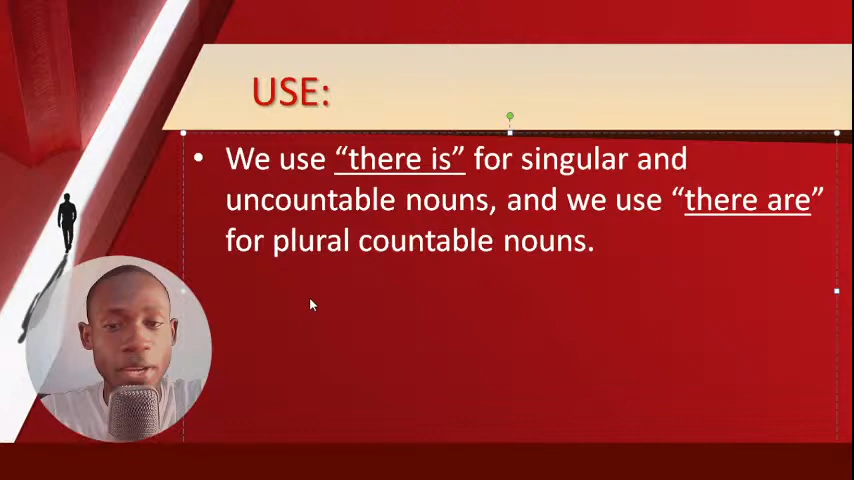 USE:
• We use “there is” for singular and
uncountable nouns, and we use “there are”
for plural countable nouns.